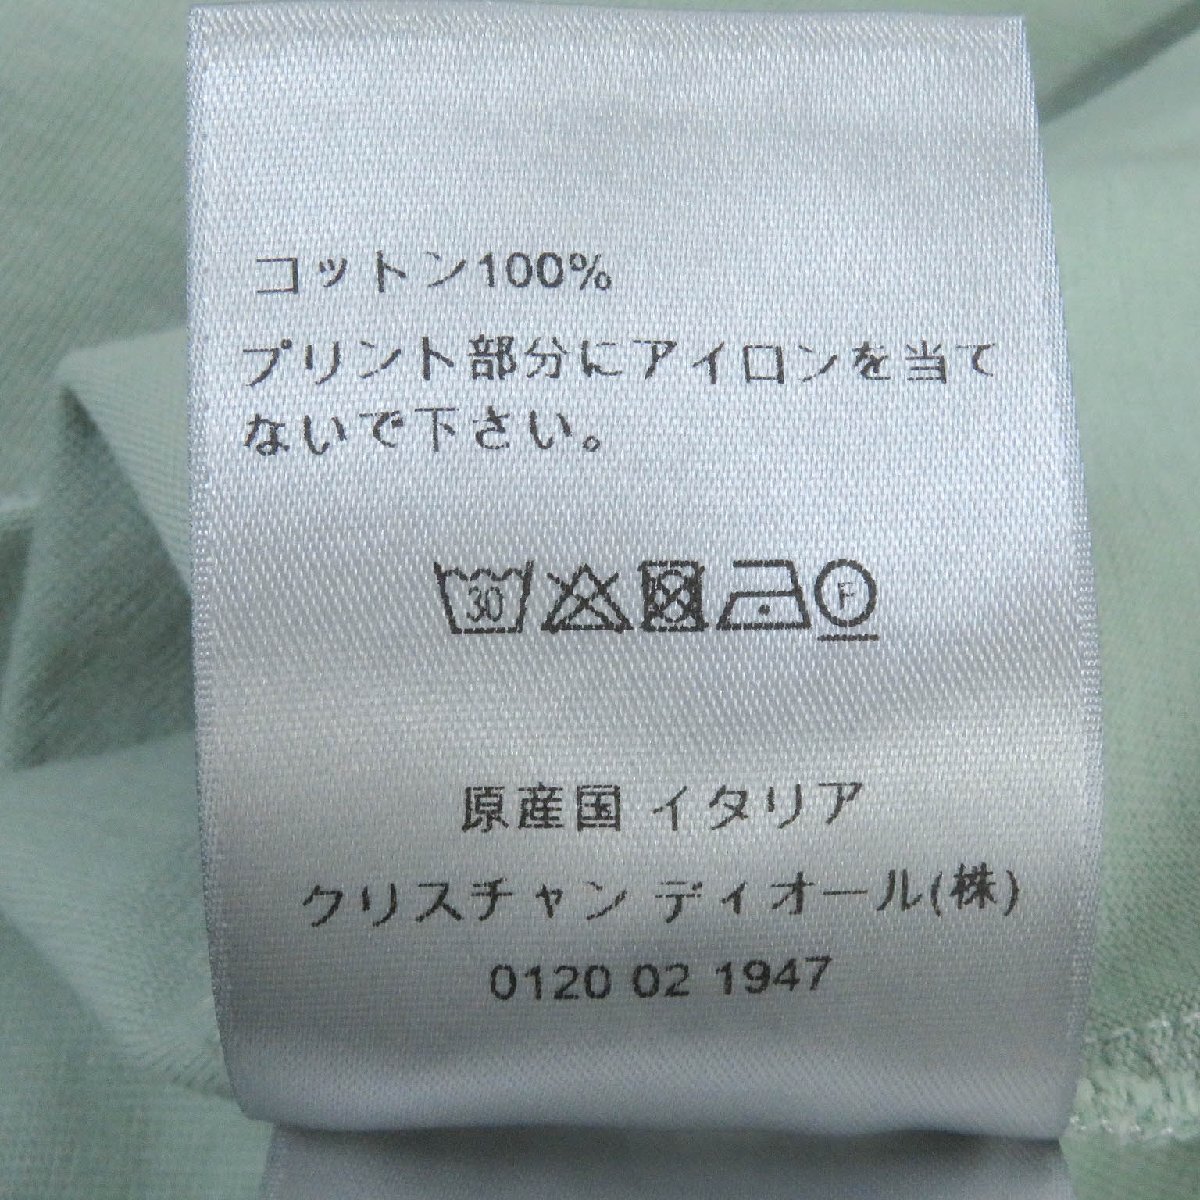 コットン100%
プリント部分にアイロンを当て
ないで下さい。
30 F
原産国 イタリア
クリスチャン ディオール(株)
0120 02 1947